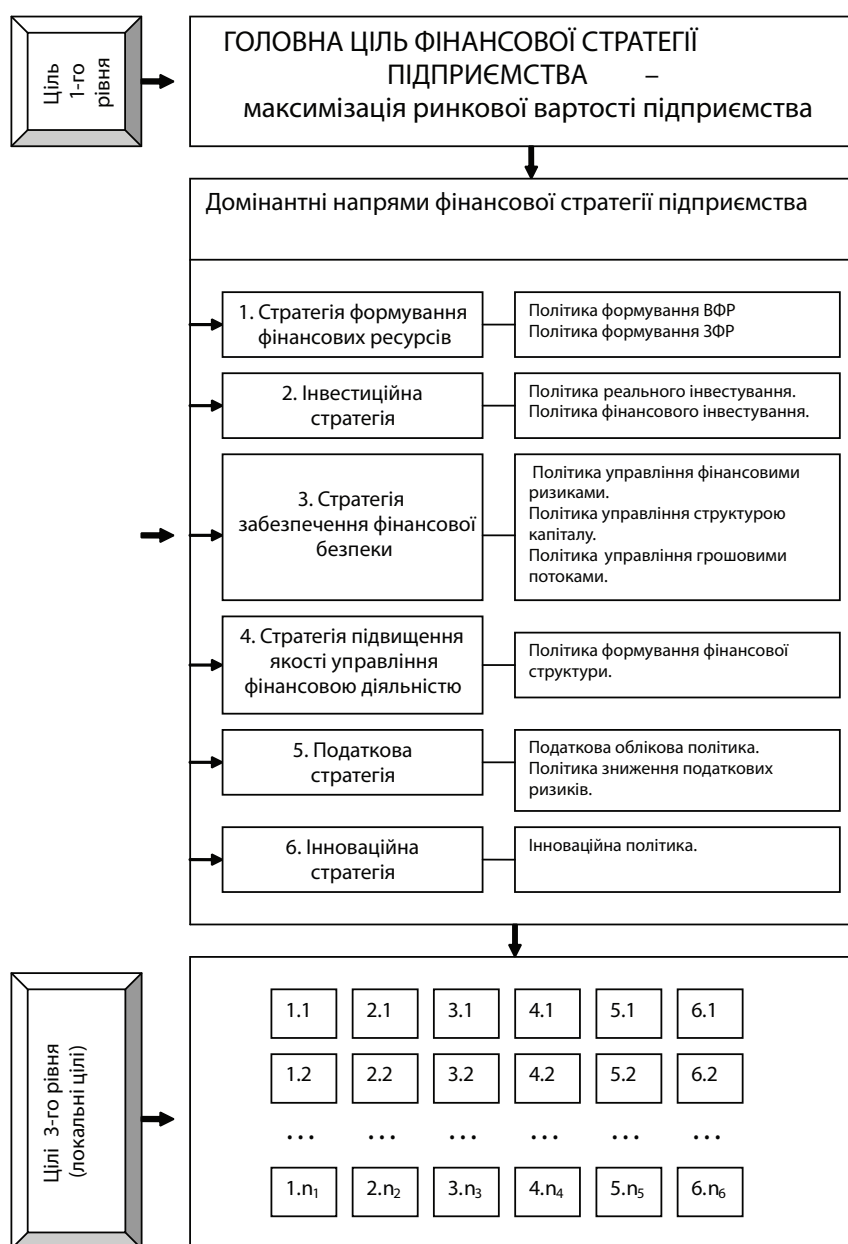 Ціль
1-го
рівня
ГОЛОВНА ЦІЛЬ ФІНАНСОВОЇ СТРАТЕГІЇ
ПІДПРИЄМСТВА –
максимізація ринкової вартості підприємства
Домінантні напрями фінансової стратегії підприємства
1. Стратегія формування
фінансових ресурсів
Політика формування ВФР
Політика формування ЗФР
2. Інвестиційна
стратегія
Політика реального інвестування.
Політика фінансового інвестування.
3. Стратегія
забезпечення фінансової
безпеки
Політика управління фінансовими
ризиками.
Політика управління структурою
капіталу.
Політика управління грошовими
потоками.
4. Стратегія підвищення
якості управління
фінансовою діяльністю
Політика формування фінансової
структури.
5. Податкова
стратегія
Податкова облікова політика.
Політика зниження податкових
ризиків.
6. Інноваційна
стратегія
Інноваційна політика.
Цілі 3-го рівня
(локальні цілі)
1.1 2.1 3.1 4.1 5.1 6.1
1.2 2.2 3.2 4.2 5.2 6.2
... ... ... ... ... ...
1.n₁ 2.n₂ 3.n₃ 4.n₄ 5.n₅ 6.n₆